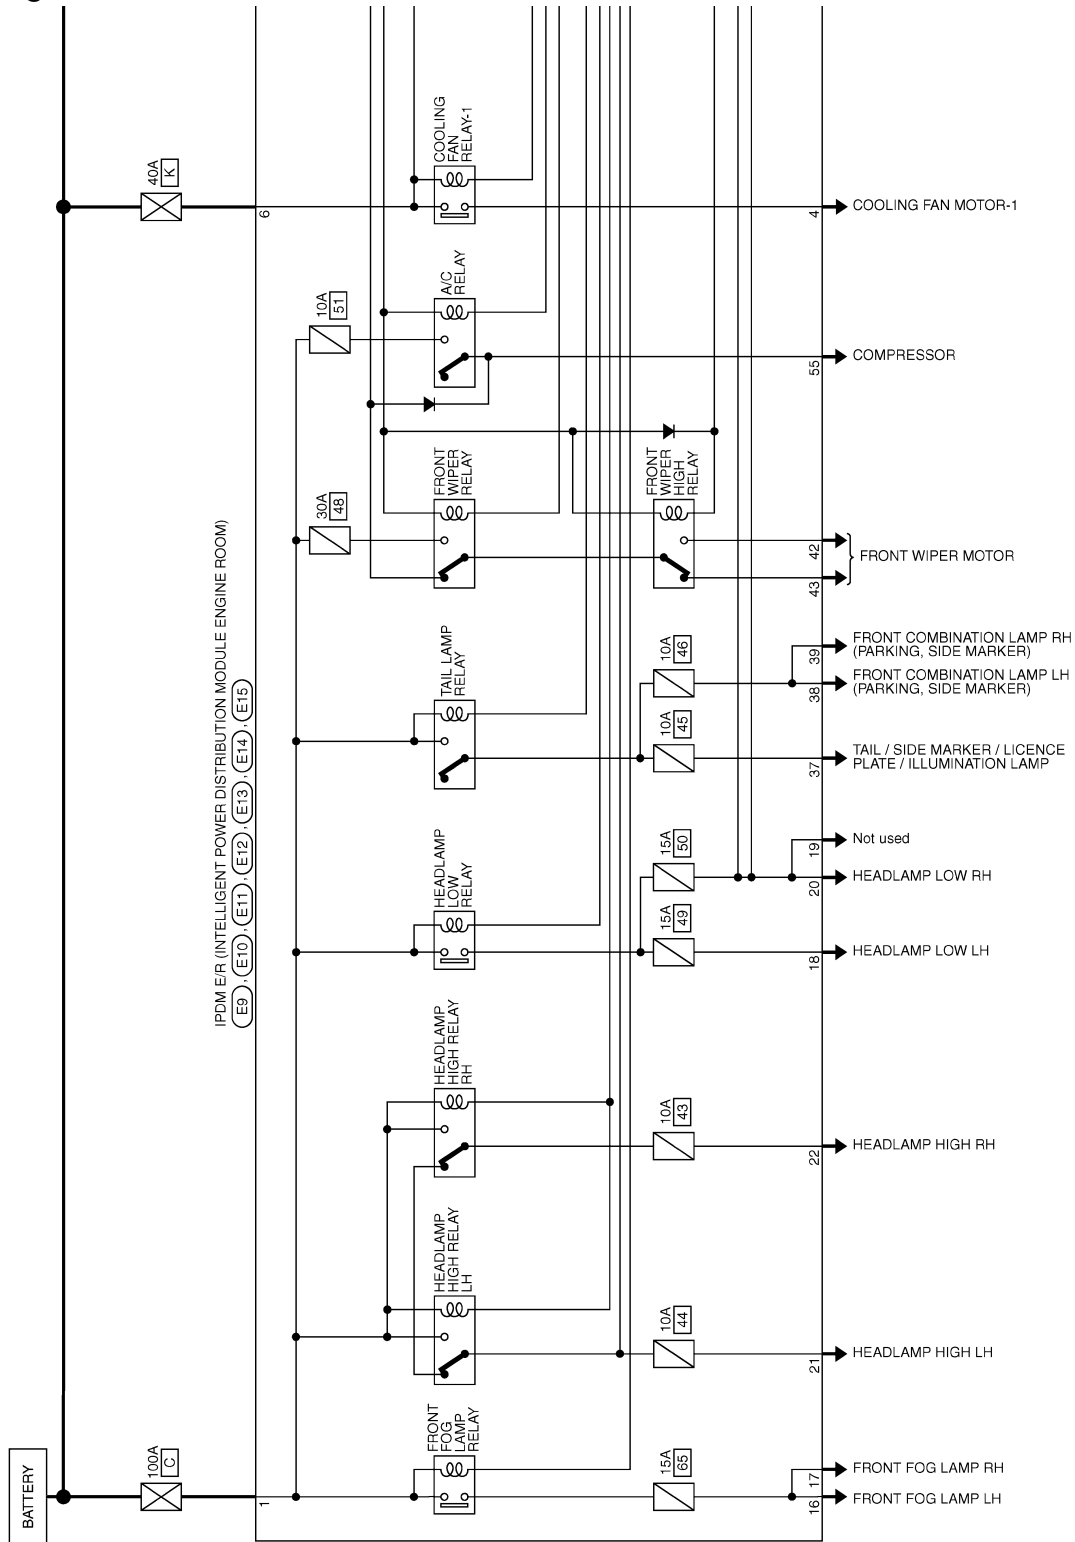 40A
K
6
COOLING
FAN
RELAY-1
4
COOLING FAN MOTOR-1
10A
51
A/C
RELAY
55
COMPRESSOR
30A
48
FRONT
WIPER
RELAY
FRONT
WIPER
HIGH
RELAY
42
43
FRONT WIPER MOTOR
IPDM E/R (INTELLIGENT POWER DISTRIBUTION MODULE ENGINE ROOM)
E9 , E10 , E11 , E12 , E13 , E14 , E15
TAIL LAMP
RELAY
10A
46
39
FRONT COMBINATION LAMP RH
(PARKING, SIDE MARKER)
38
FRONT COMBINATION LAMP LH
(PARKING, SIDE MARKER)
10A
45
37
TAIL / SIDE MARKER / LICENCE
PLATE / ILLUMINATION LAMP
HEADLAMP
LOW
RELAY
15A
50
19
Not used
20
HEADLAMP LOW RH
15A
49
18
HEADLAMP LOW LH
HEADLAMP
HIGH RELAY
RH
10A
43
22
HEADLAMP HIGH RH
HEADLAMP
HIGH RELAY
LH
10A
44
21
HEADLAMP HIGH LH
BATTERY
100A
C
1
FRONT
FOG
LAMP
RELAY
15A
65
17
FRONT FOG LAMP RH
16
FRONT FOG LAMP LH